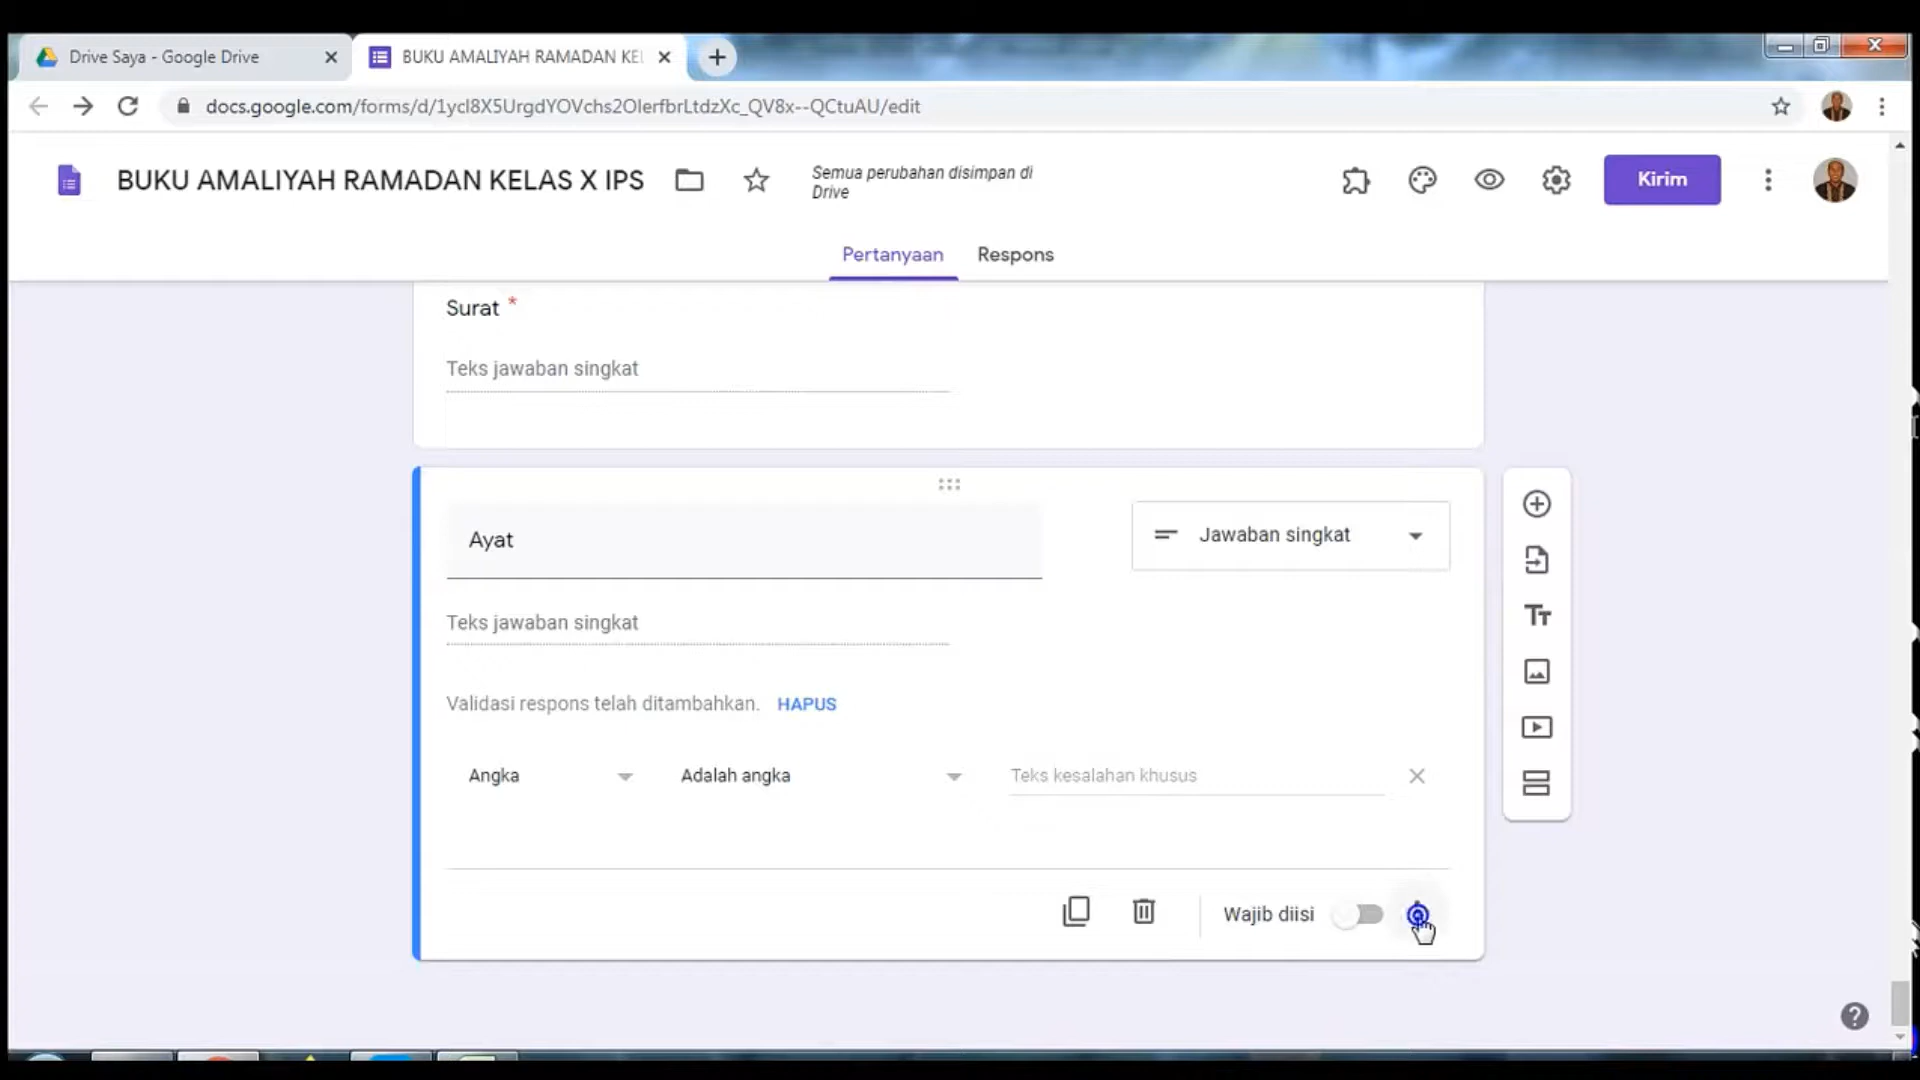 Drive Saya - Google Drive
BUKU AMALIYAH RAMADAN KEL
docs.google.com/forms/d/1ycl8X5UrgdYOVchs2OlerfbrLtdzXc_QV8x--QCtuAU/edit
BUKU AMALIYAH RAMADAN KELAS X IPS
Semua perubahan disimpan di
Drive
Kirim
Pertanyaan
Respons
Surat *
Teks jawaban singkat
Ayat
Jawaban singkat
Teks jawaban singkat
Validasi respons telah ditambahkan. HAPUS
Angka
Adalah angka
Teks kesalahan khusus
Wajib diisi